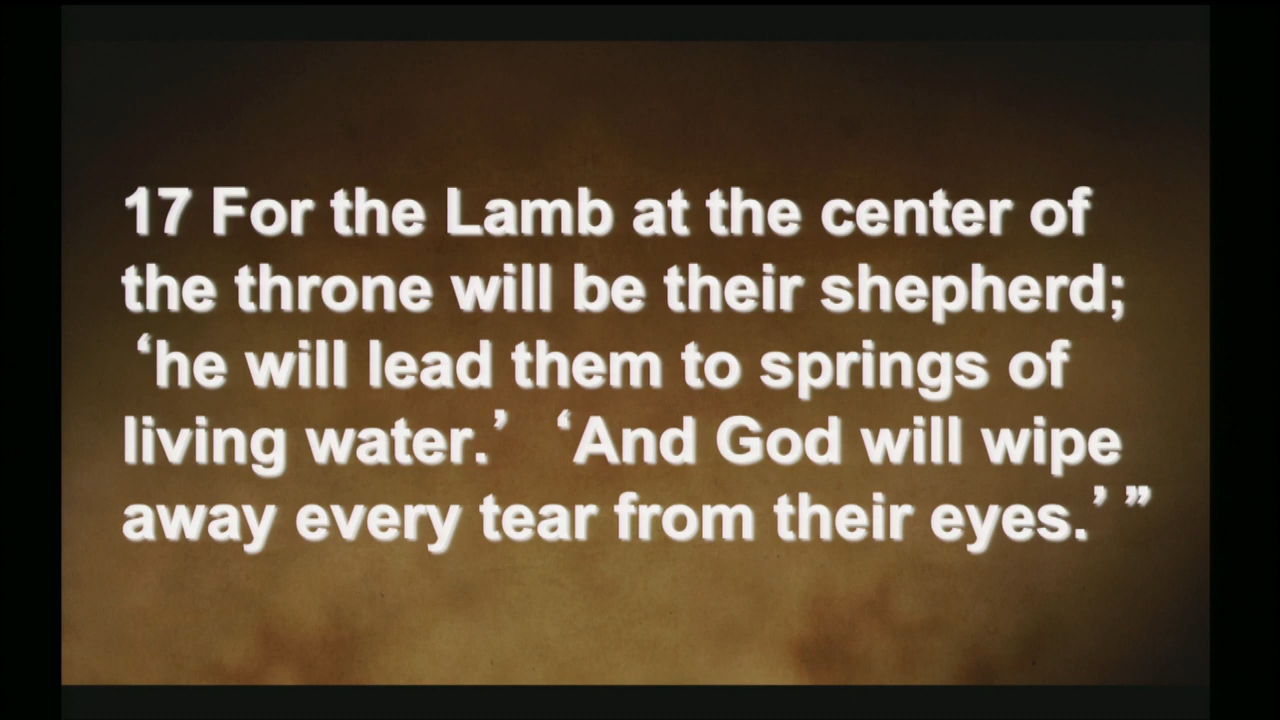 17 For the Lamb at the center of
the throne will be their shepherd;
‘he will lead them to springs of
living water.’ ‘And God will wipe
away every tear from their eyes.’ ”